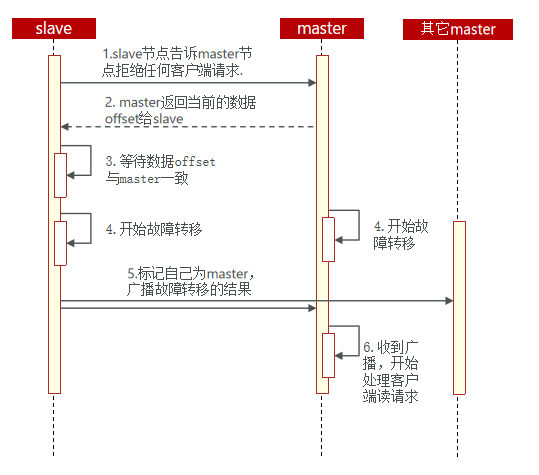 slave
master
其它master
1.slave节点告诉master节
点拒绝任何客户端请求.
2. master返回当前的数据
offset给slave
3. 等待数据offset
与master一致
4. 开始故障转移
4. 开始故
障转移
5.标记自己为master，
广播故障转移的结果
6. 收到广
播，开始
处理客户
端读请求